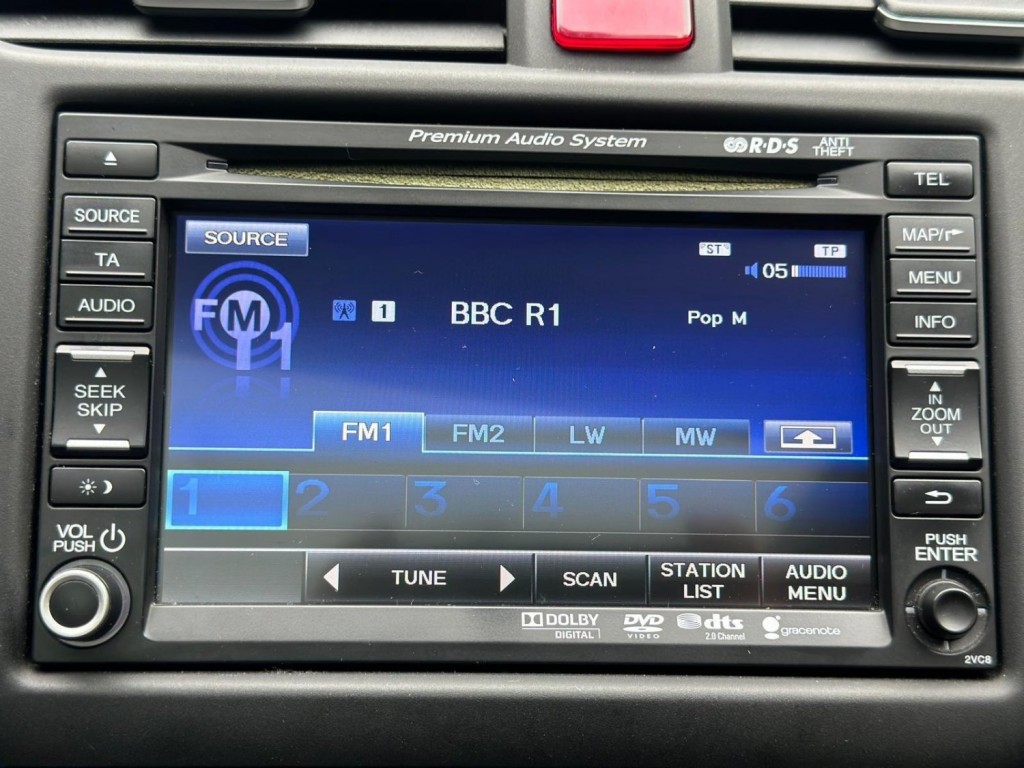 Premium Audio System
R·D·S
ANTI
THEFT
TEL
SOURCE
TA
AUDIO
SEEK
SKIP
VOL
PUSH
SOURCE
ST
TP
05
FM1
1
BBC R1
Pop M
FM1
FM2
LW
MW
1
2
3
4
5
6
TUNE
SCAN
STATION
LIST
AUDIO
MENU
MAP/
MENU
INFO
IN
ZOOM
OUT
PUSH
ENTER
DOLBY
DIGITAL
DVD
VIDEO
dts
2.0 Channel
gracenote
2VC8